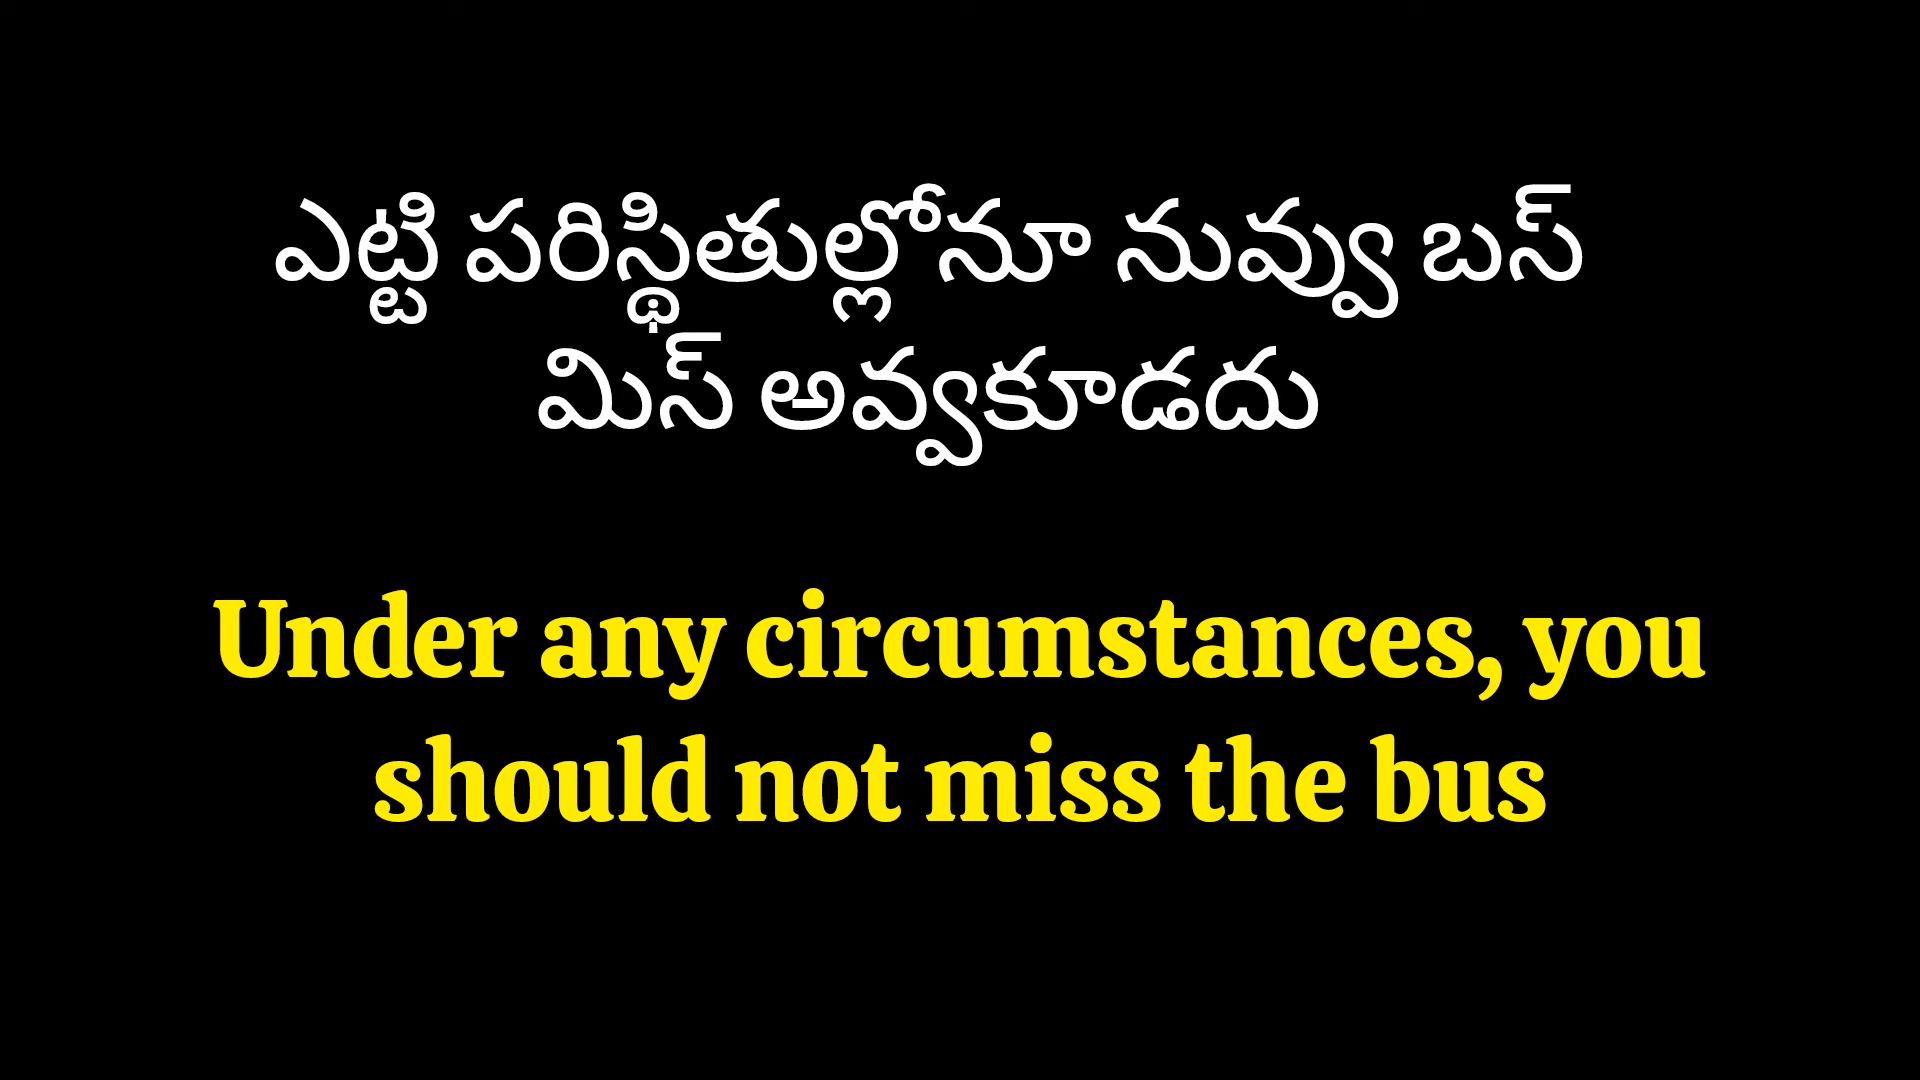 ఎట్టి పరిస్థితుల్లోనూ నువ్వు బస్
మిస్ అవ్వకూడదు
Under any circumstances, you
should not miss the bus